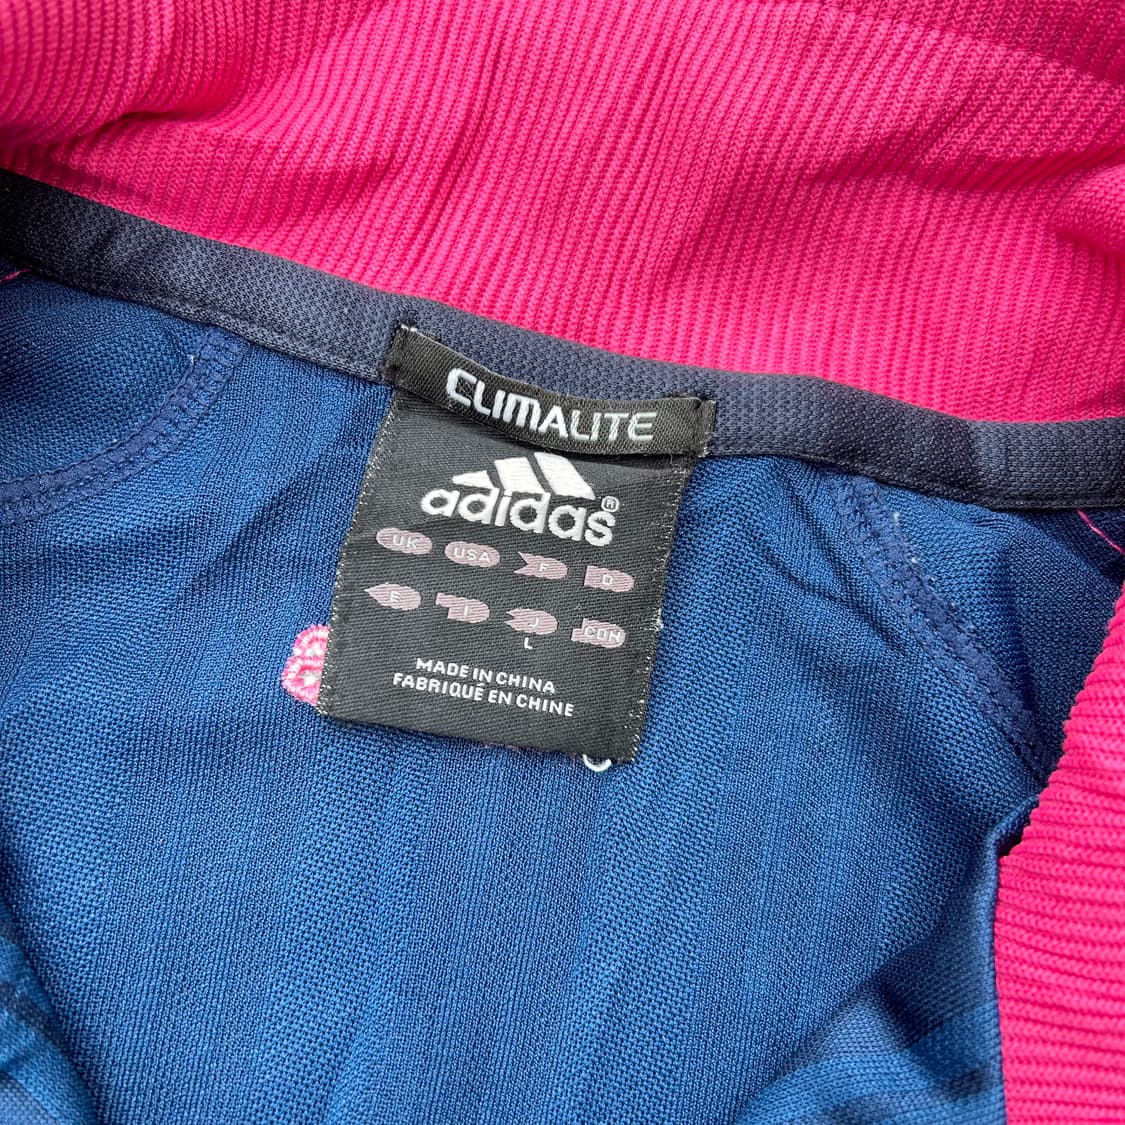 CLIMALITE
adidas®
UK USA F D
E I J CDN
L
MADE IN CHINA
FABRIQUÉ EN CHINE